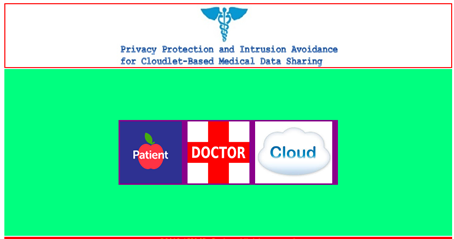 Privacy Protection and Intrusion Avoidance
for Cloudlet-Based Medical Data Sharing
Patient
DOCTOR
Cloud